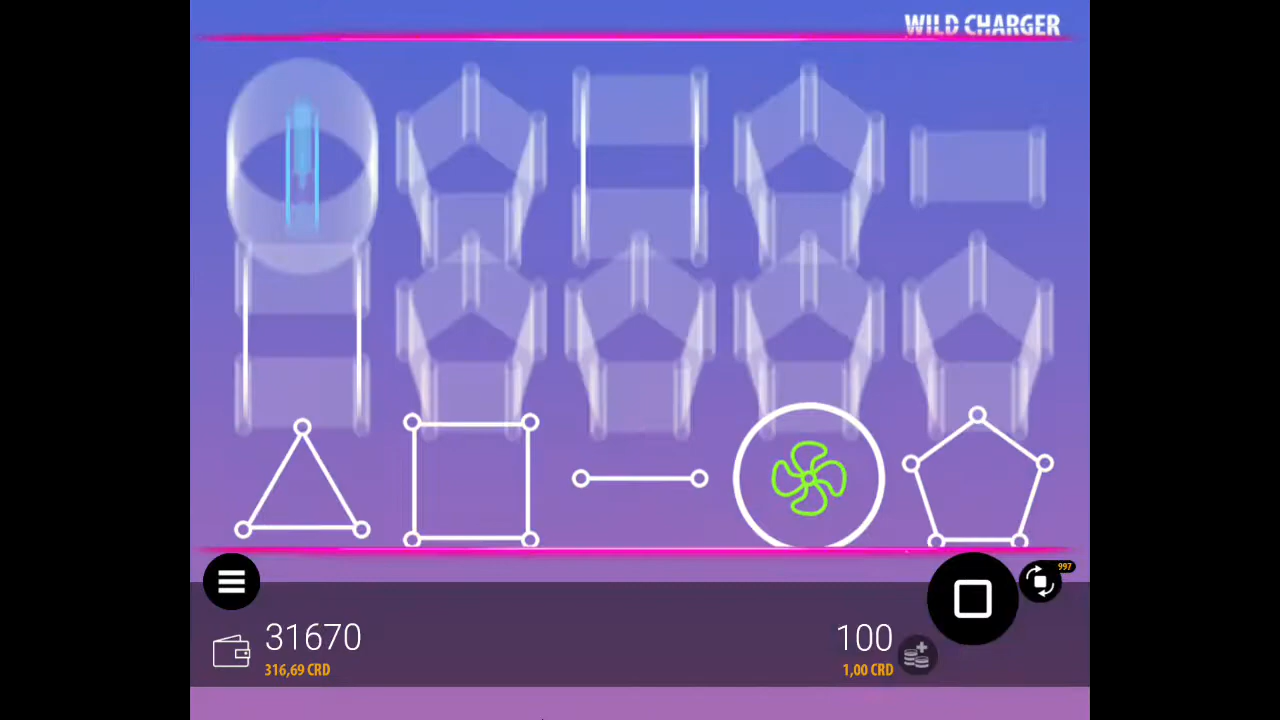 WILD CHARGER
997
31670
316,69 CRD
100
1,00 CRD